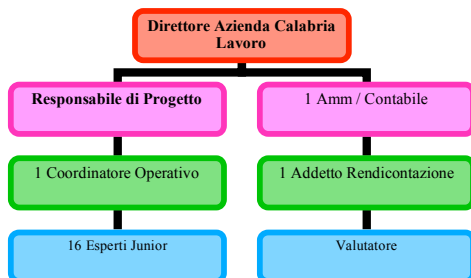 Direttore Azienda Calabria
Lavoro
Responsabile di Progetto
1 Amm / Contabile
1 Coordinatore Operativo
1 Addetto Rendicontazione
16 Esperti Junior
Valutatore